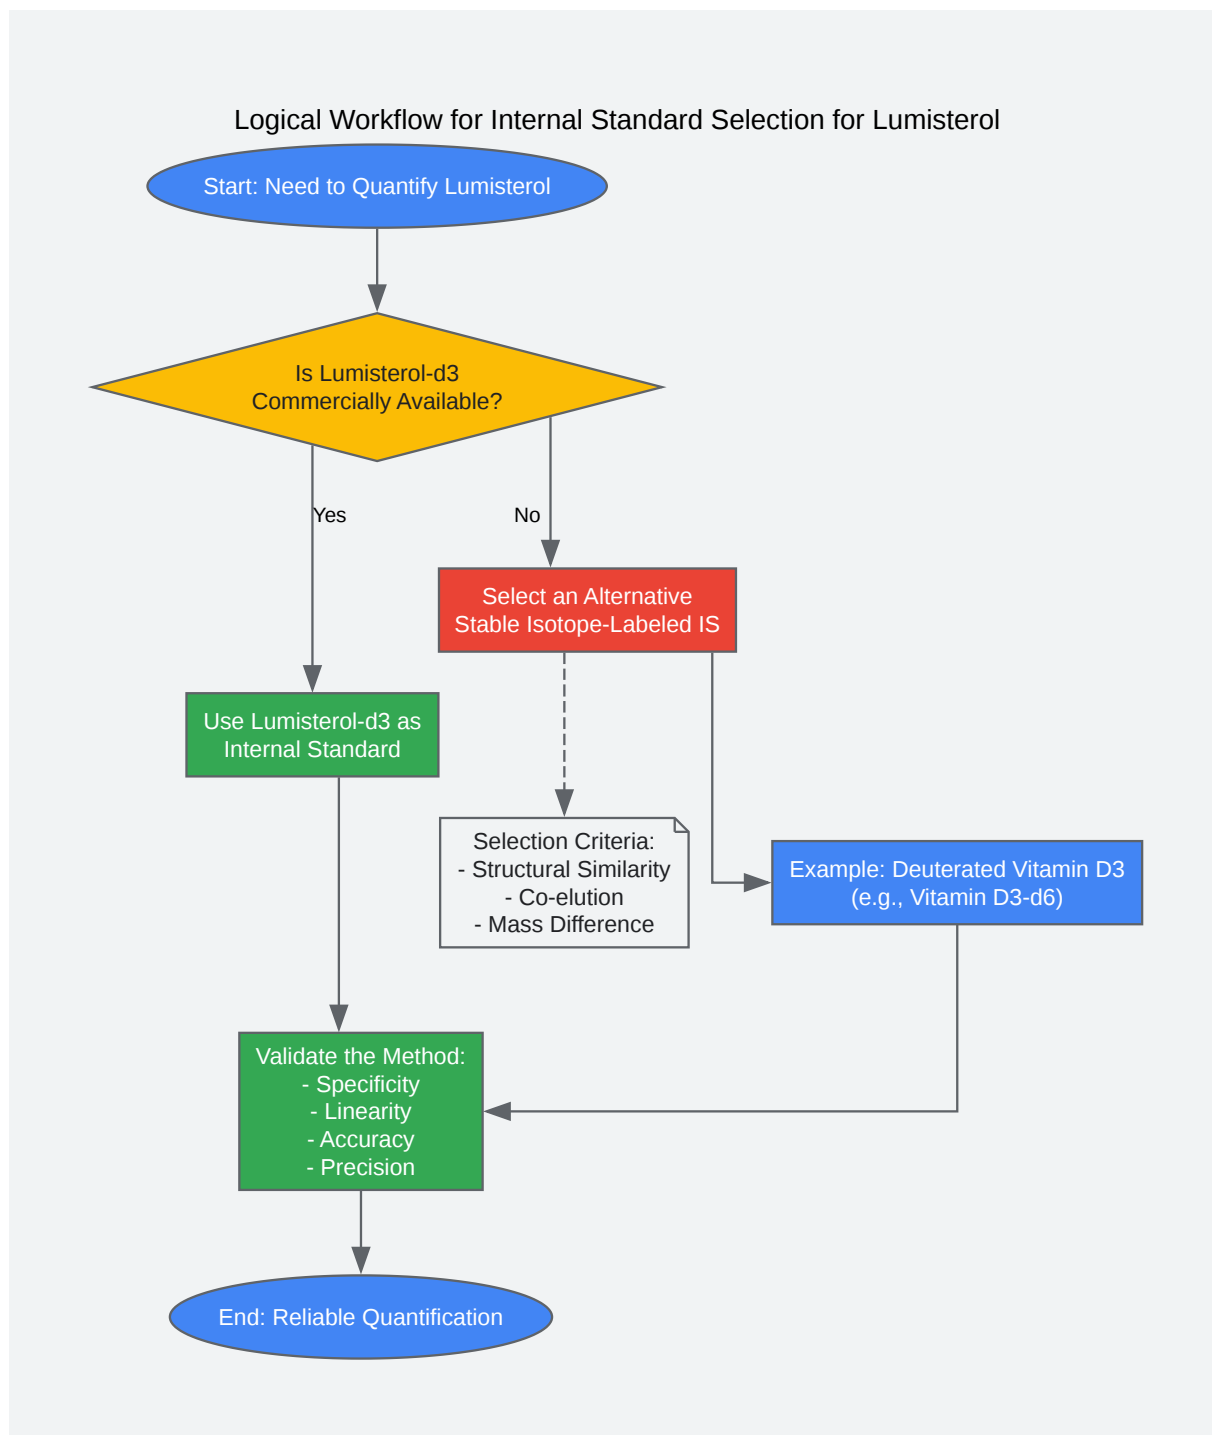 Logical Workflow for Internal Standard Selection for Lumisterol
Start: Need to Quantify Lumisterol
Is Lumisterol-d3
Commercially Available?
Yes
No
Select an Alternative
Stable Isotope-Labeled IS
Use Lumisterol-d3 as
Internal Standard
Selection Criteria:
- Structural Similarity
- Co-elution
- Mass Difference
Example: Deuterated Vitamin D3
(e.g., Vitamin D3-d6)
Validate the Method:
- Specificity
- Linearity
- Accuracy
- Precision
End: Reliable Quantification